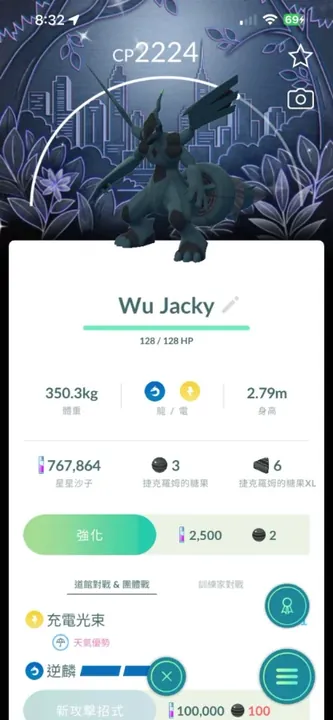 8:32
69
CP2224
Wu Jacky
128 / 128 HP
350.3kg
體重
龍 / 電
2.79m
身高
767,864
星星沙子
3
捷克羅姆的糖果
6
捷克羅姆的糖果XL
強化
2,500
2
道館對戰 & 團體戰
訓練家對戰
充電光束
天氣優勢
逆鱗
新攻擊招式
100,000
100